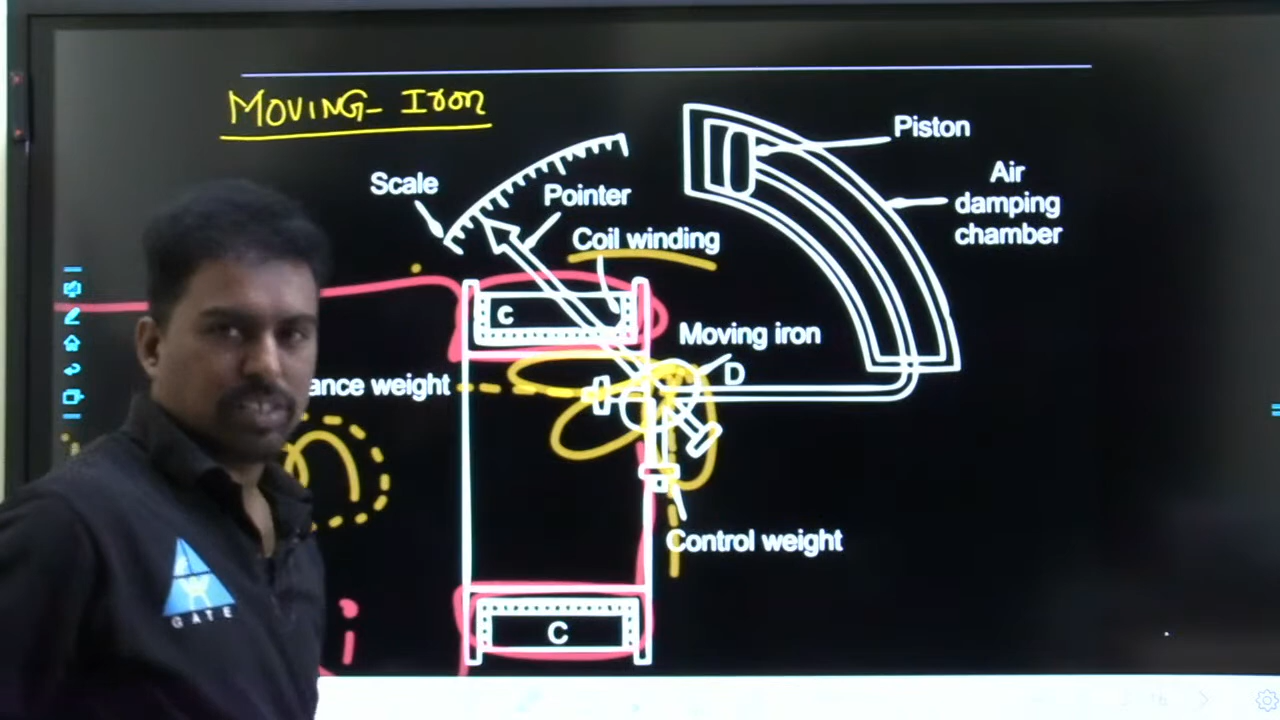 MOVING- Iron
Piston
Scale
Pointer
Air
damping
chamber
Coil winding
C
Moving iron
D
ance weight
Control weight
C
i
GATE